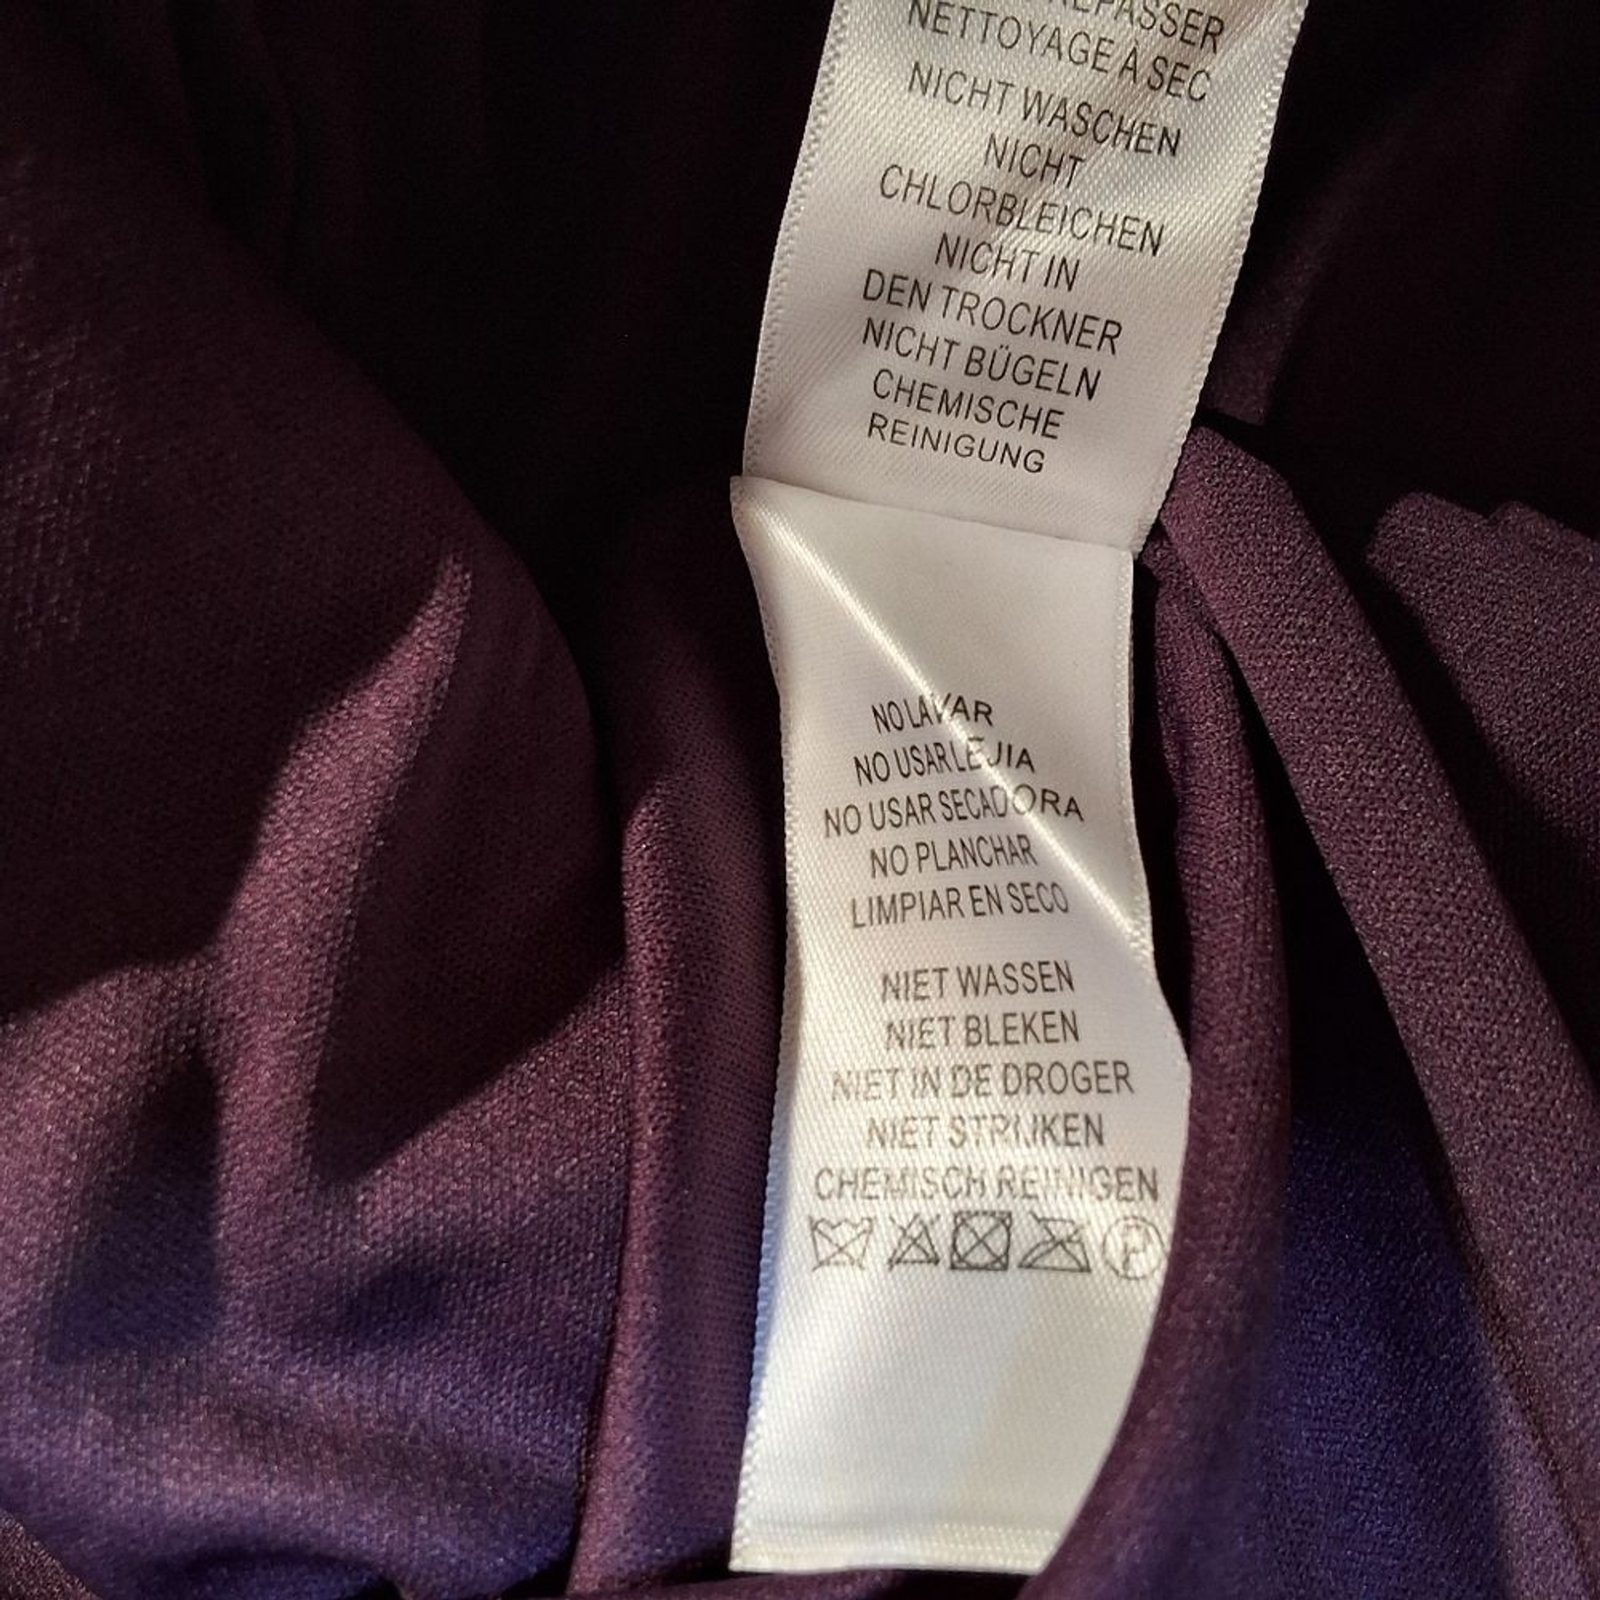 REPASSER
NETTOYAGE À SEC
NICHT WASCHEN
NICHT
CHLORBLEICHEN
NICHT IN
DEN TROCKNER
NICHT BÜGELN
CHEMISCHE
REINIGUNG
NO LAVAR
NO USAR LEJIA
NO USAR SECADORA
NO PLANCHAR
LIMPIAR EN SECO
NIET WASSEN
NIET BLEKEN
NIET IN DE DROGER
NIET STRIJKEN
CHEMISCH REINIGEN
P